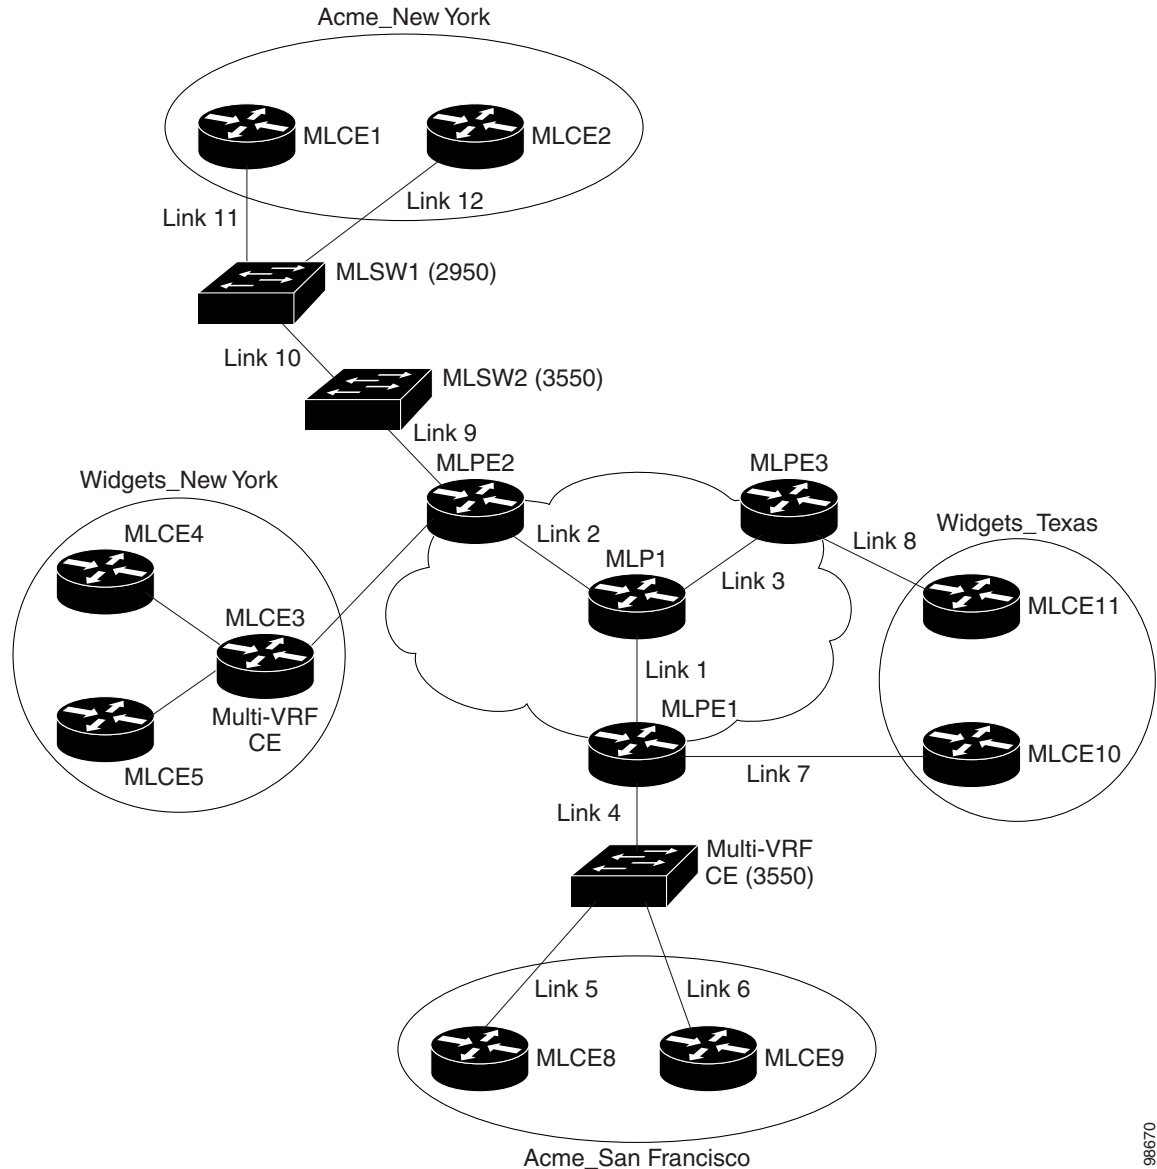 Acme_New York
MLCE1
MLCE2
Link 12
Link 11
MLSW1 (2950)
Link 10
MLSW2 (3550)
Link 9
MLPE2
MLPE3
Widgets_New York
Widgets_Texas
MLCE4
Link 2
Link 8
MLP1
Link 3
MLCE11
MLCE3
Link 1
Multi-VRF
CE
MLPE1
MLCE5
MLCE10
Link 7
Link 4
Multi-VRF
CE (3550)
Link 5
Link 6
MLCE8
MLCE9
Acme_San Francisco
98670